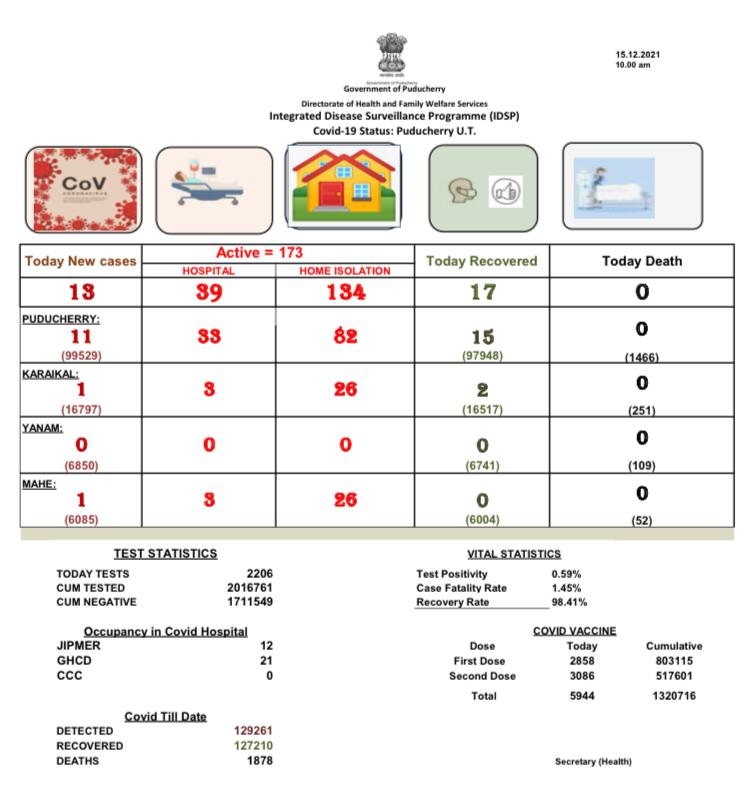 15.12.2021
10.00 am
Government of Puducherry
Government of Puducherry
Directorate of Health and Family Welfare Services
Integrated Disease Surveillance Programme (IDSP)
Covid-19 Status: Puducherry U.T.
CoV
CORONAVIRUS
Today New cases Active = 173 Today Recovered Today Death
HOSPITAL HOME ISOLATION
13 39 134 17 0
PUDUCHERRY:
11 33 82 15 0
(99529) (97948) (1466)
KARAIKAL:
1 3 26 2 0
(16797) (16517) (251)
YANAM:
0 0 0 0 0
(6850) (6741) (109)
MAHE:
1 3 26 0 0
(6085) (6004) (52)
TEST STATISTICS
TODAY TESTS 2206
CUM TESTED 2016761
CUM NEGATIVE 1711549
VITAL STATISTICS
Test Positivity 0.59%
Case Fatality Rate 1.45%
Recovery Rate 98.41%
Occupancy in Covid Hospital
JIPMER 12
GHCD 21
CCC 0
COVID VACCINE
Dose Today Cumulative
First Dose 2858 803115
Second Dose 3086 517601
Total 5944 1320716
Covid Till Date
DETECTED 129261
RECOVERED 127210
DEATHS 1878
Secretary (Health)